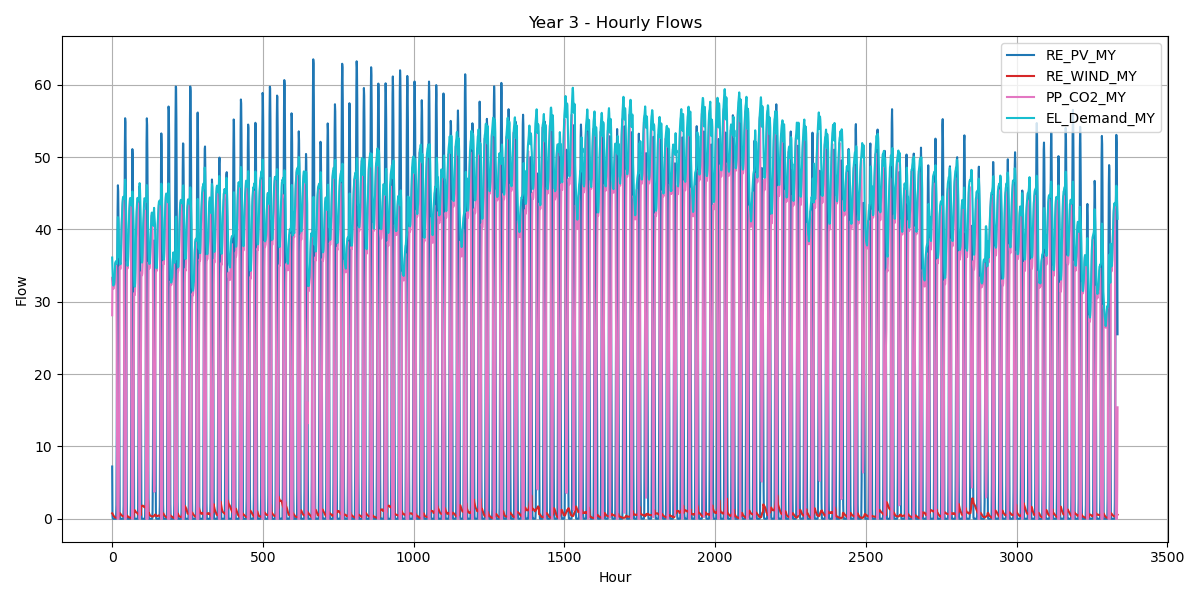 Year 3 - Hourly Flows
RE_PV_MY
RE_WIND_MY
PP_CO2_MY
EL_Demand_MY
Flow
60
50
40
30
20
10
0
0 500 1000 1500 2000 2500 3000 3500
Hour